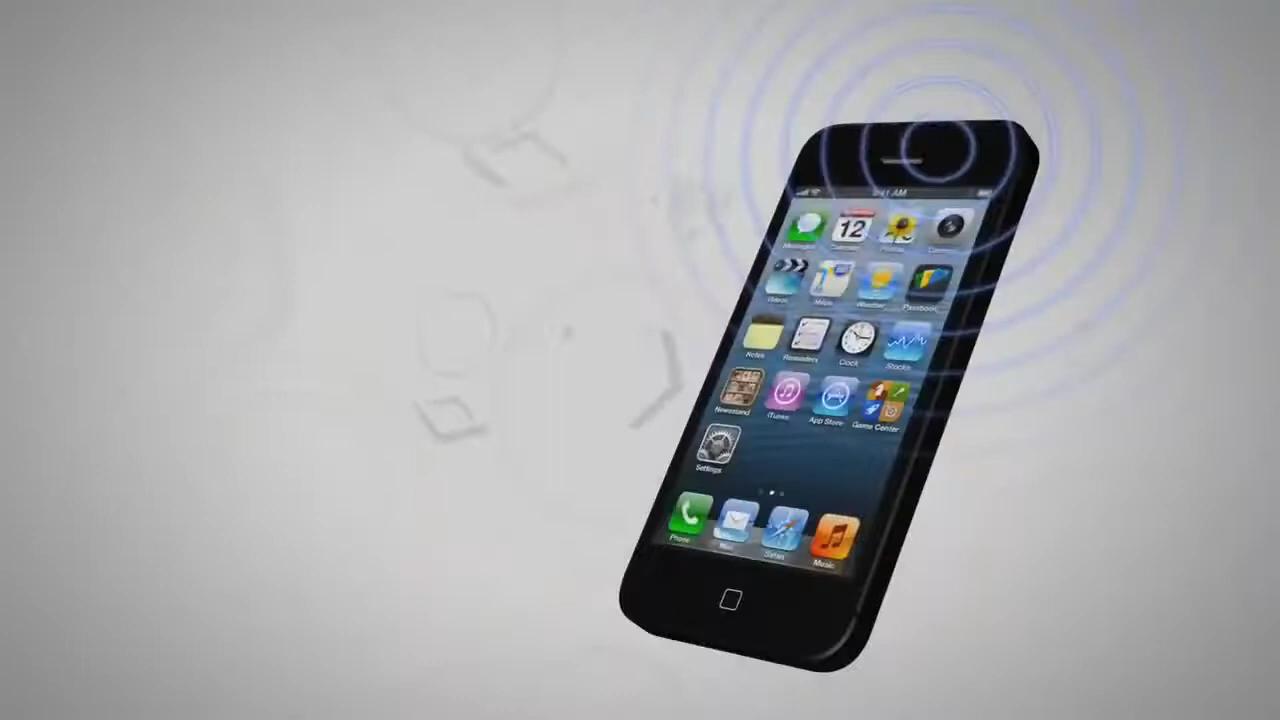 9:41 AM
Messages
Calendar
Photos
Camera
12
Videos
Maps
Weather
Passbook
Notes
Reminders
Clock
Stocks
Newsstand
iTunes
App Store
Game Center
Settings
Phone
Mail
Safari
Music